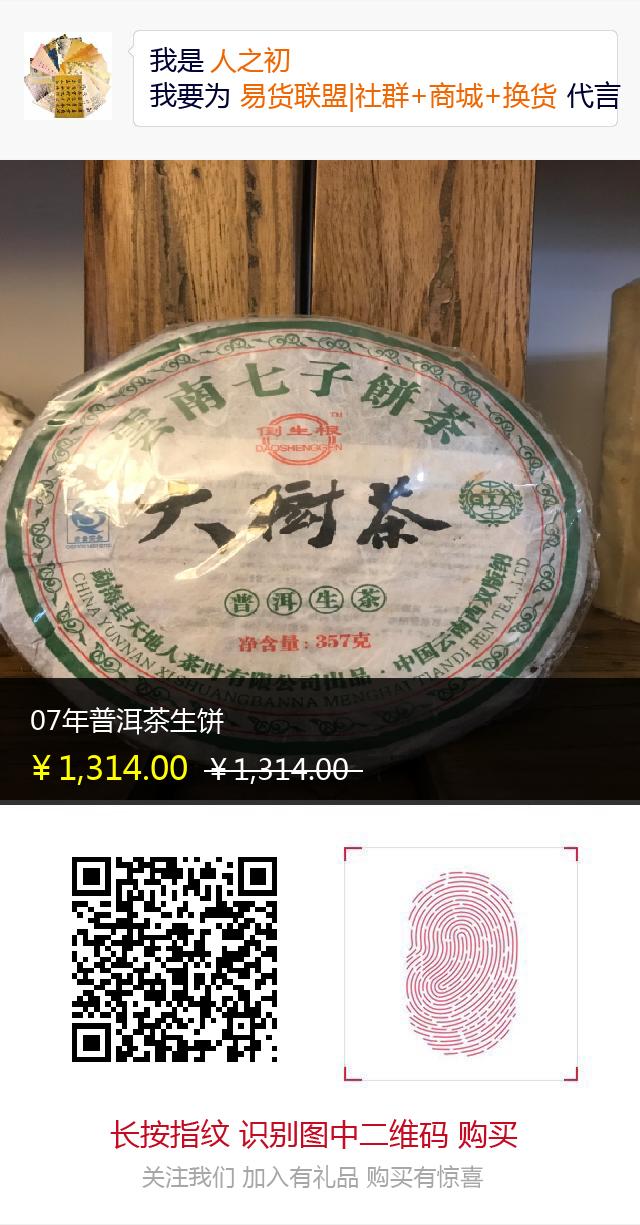 我是 人之初
我要为 易货联盟|社群+商城+换货 代言
雲南七子餅茶
倒生根
TM
DAOSHENGGEN
大树茶
普洱生茶
净含量：357克
勐海县天地人茶叶有限公司出品·中国云南西双版纳
CHINA YUNNAN XISHUANGBANNA MENGHAI TIANDI REN TEA.LTD
07年普洱茶生饼
￥1,314.00 ￥1,314.00
长按指纹 识别图中二维码 购买
关注我们 加入有礼品 购买有惊喜